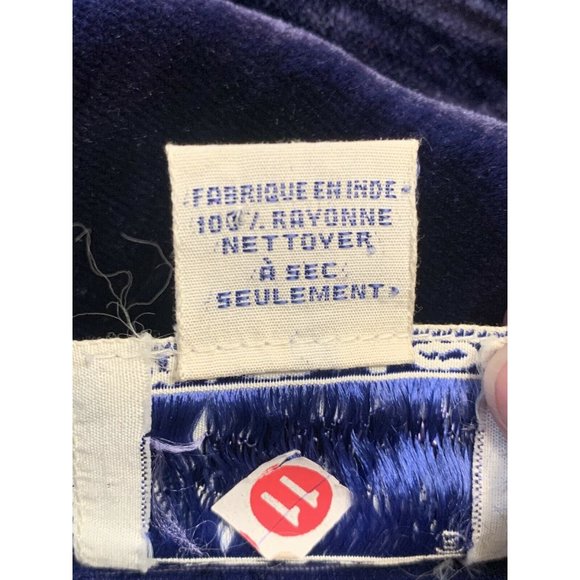 FABRIQUE EN INDE
100% RAYONNE
NETTOYER
À SEC
SEULEMENT
11